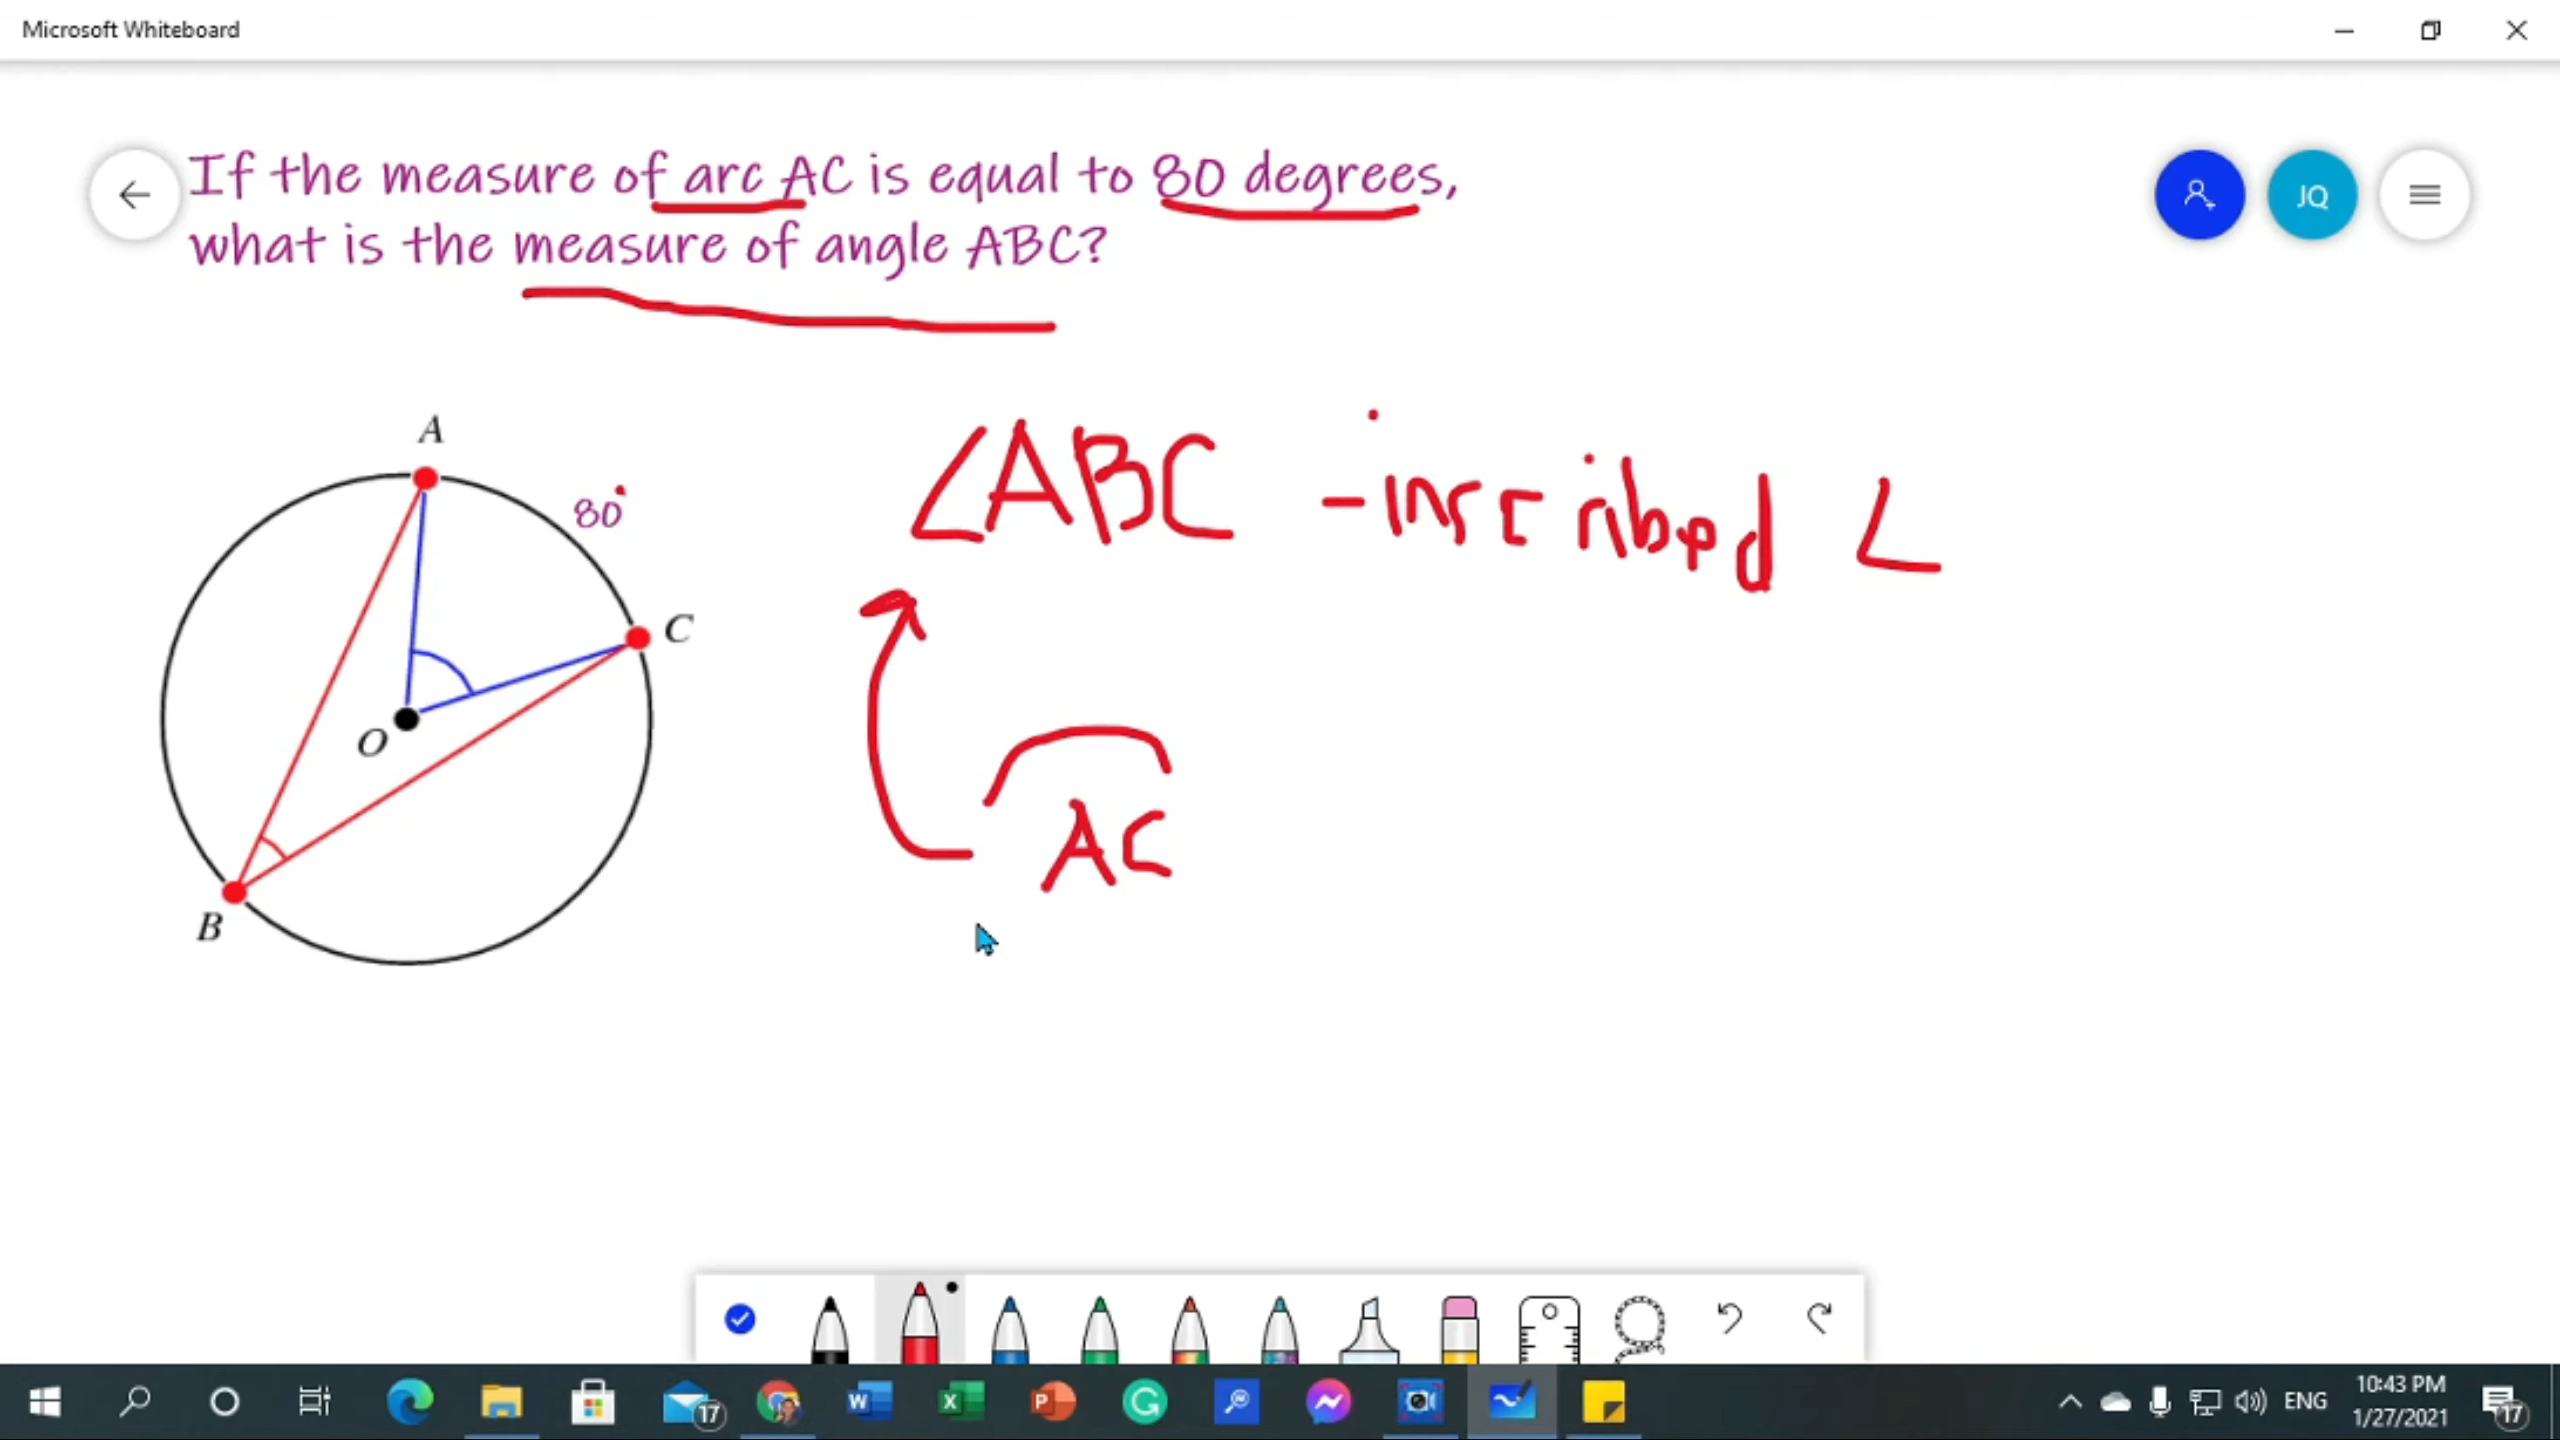 Microsoft Whiteboard
If the measure of arc AC is equal to 80 degrees,
what is the measure of angle ABC?
JQ
A
80°
C
O
B
∠ABC - inscribed ∠
AC
17
ENG
10:43 PM
1/27/2021
17